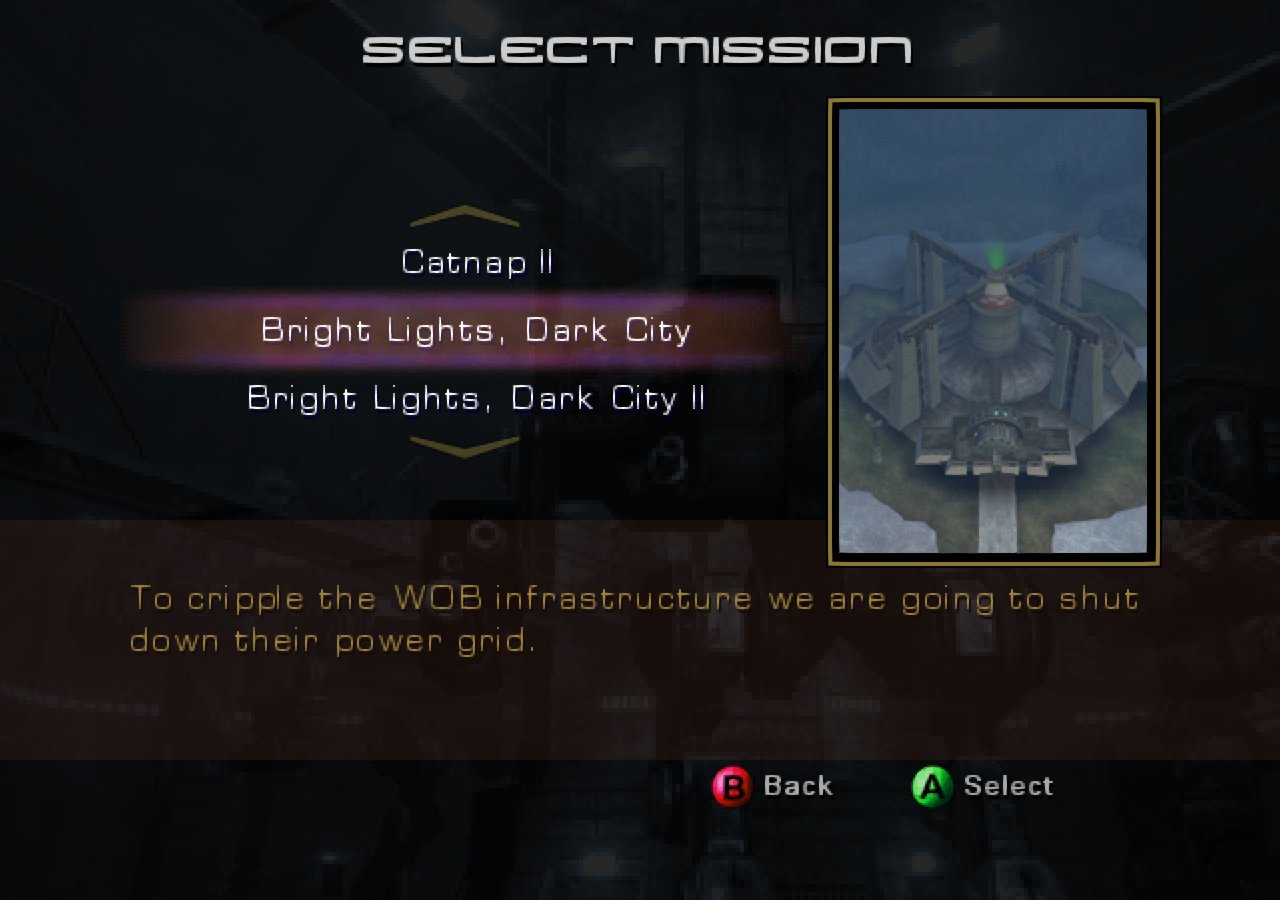 SELECT MISSION
Catnap II
Bright Lights, Dark City
Bright Lights, Dark City II
To cripple the WOB infrastructure we are going to shut
down their power grid.
B Back A Select